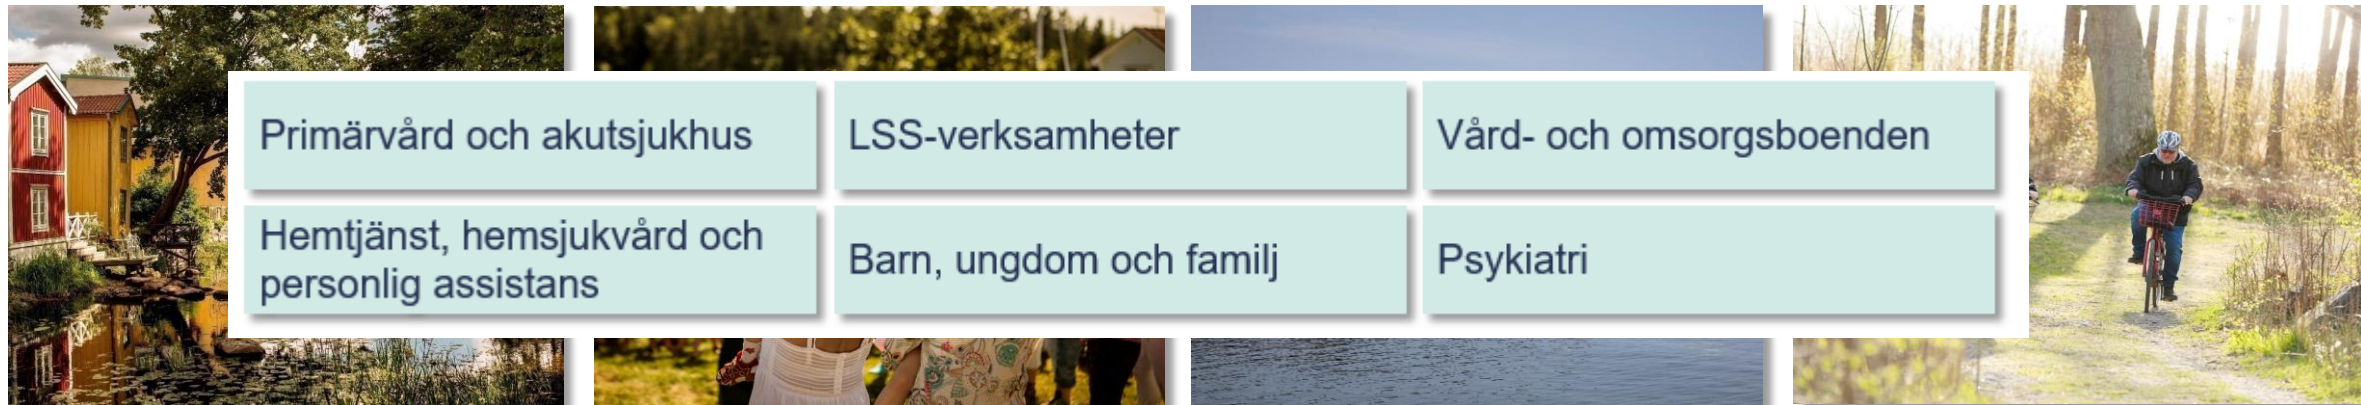 Primärvård och akutsjukhus
LSS-verksamheter
Vård- och omsorgsboenden
Hemtjänst, hemsjukvård och
personlig assistans
Barn, ungdom och familj
Psykiatri